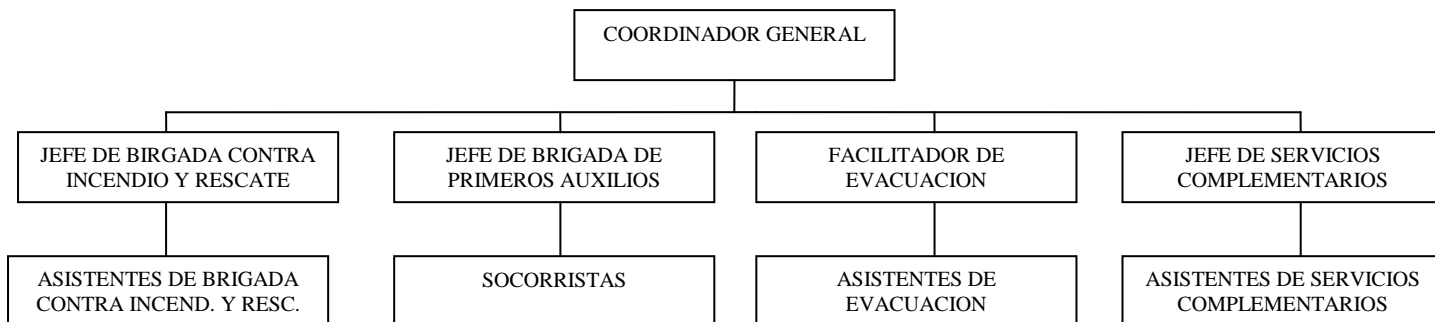 COORDINADOR GENERAL
JEFE DE BIRGADA CONTRA
INCENDIO Y RESCATE
JEFE DE BRIGADA DE
PRIMEROS AUXILIOS
FACILITADOR DE
EVACUACION
JEFE DE SERVICIOS
COMPLEMENTARIOS
ASISTENTES DE BRIGADA
CONTRA INCEND. Y RESC.
SOCORRISTAS
ASISTENTES DE
EVACUACION
ASISTENTES DE SERVICIOS
COMPLEMENTARIOS